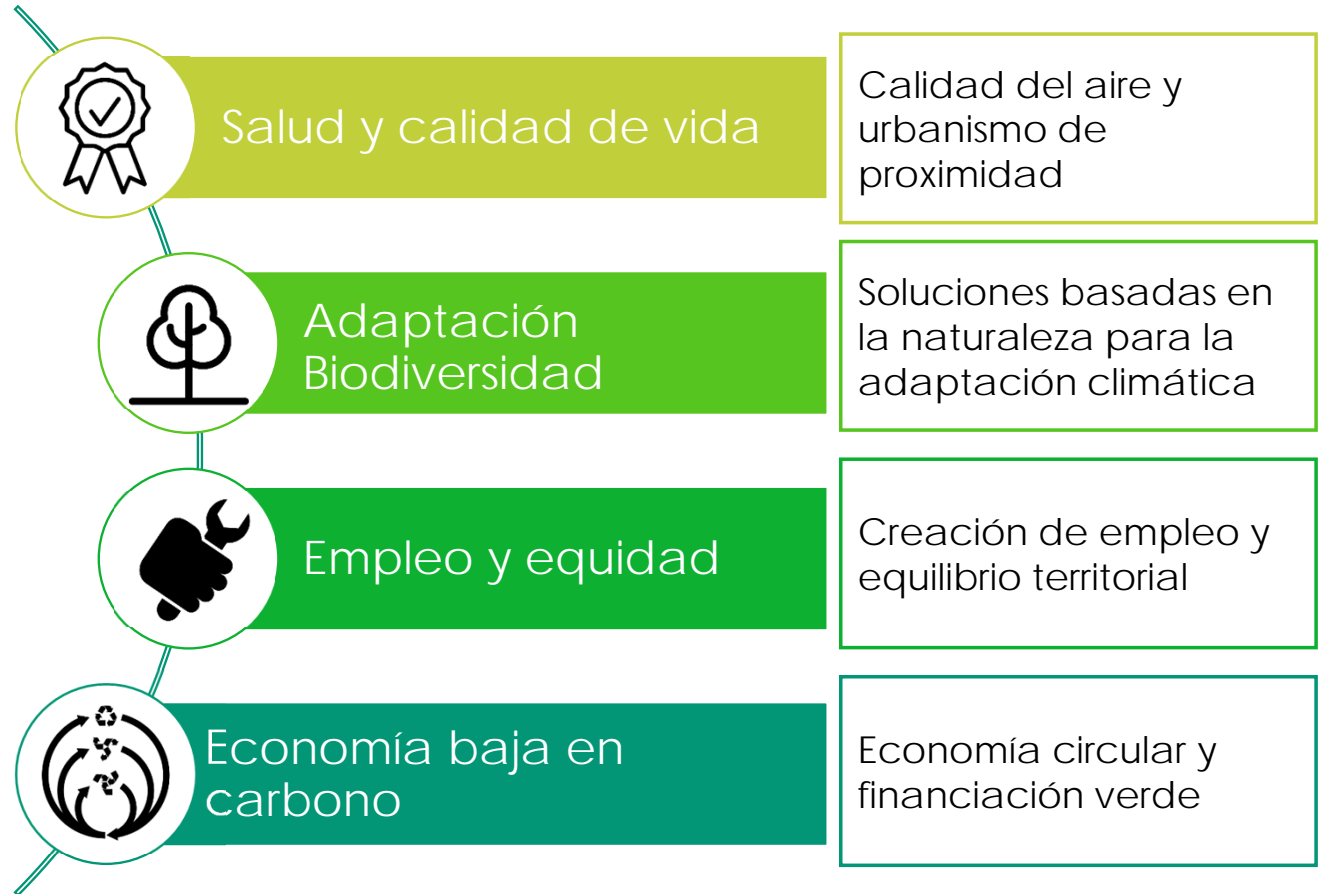 Salud y calidad de vida
Calidad del aire y
urbanismo de
proximidad
Adaptación
Biodiversidad
Soluciones basadas en
la naturaleza para la
adaptación climática
Empleo y equidad
Creación de empleo y
equilibrio territorial
Economía baja en
carbono
Economía circular y
financiación verde